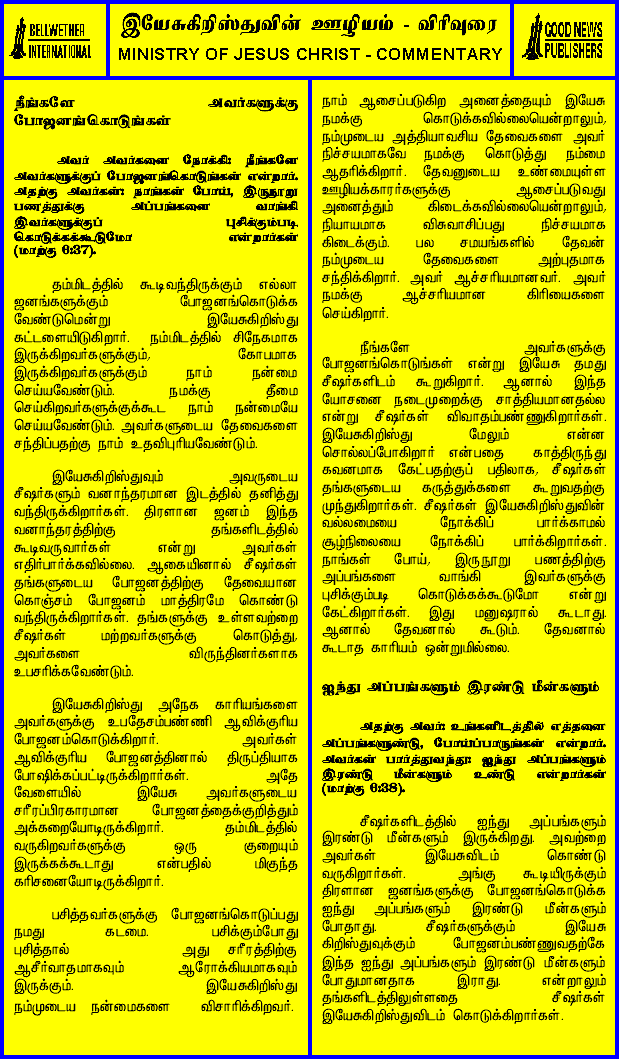 BELLWETHER
INTERNATIONAL
இயேசுகிறிஸ்துவின் ஊழியம் - விரிவுரை
MINISTRY OF JESUS CHRIST - COMMENTARY
GOOD NEWS
PUBLISHERS
நீங்களே அவர்களுக்கு
போஜனங்கொடுங்கள்
அவர் அவர்களை நோக்கி: நீங்களே
அவர்களுக்குப் போஜனங்கொடுங்கள் என்றார்.
அதற்கு அவர்கள்: நாங்கள் போய், இருநூறு
பணத்துக்கு அப்பங்களை வாங்கி
இவர்களுக்குப் புசிக்கும்படி
கொடுக்கக்கூடுமோ என்றார்கள்
(மாற்கு 6:37).
தம்மிடத்தில் கூடிவந்திருக்கும் எல்லா
ஜனங்களுக்கும் போஜனங்கொடுக்க
வேண்டுமென்று இயேசுகிறிஸ்து
கட்டளையிடுகிறார். நம்மிடத்தில் சிநேகமாக
இருக்கிறவர்களுக்கும், கோபமாக
இருக்கிறவர்களுக்கும் நாம் நன்மை
செய்யவேண்டும். நமக்கு தீமை
செய்கிறவர்களுக்குக்கூட நாம் நன்மையே
செய்யவேண்டும். அவர்களுடைய தேவைகளை
சந்திப்பதற்கு நாம் உதவிபுரியவேண்டும்.
இயேசுகிறிஸ்துவும் அவருடைய
சீஷர்களும் வனாந்தரமான இடத்தில் தனித்து
வந்திருக்கிறார்கள். திரளான ஜனம் இந்த
வனாந்தரத்திற்கு தங்களிடத்தில்
கூடிவருவார்கள் என்று அவர்கள்
எதிர்பார்க்கவில்லை. ஆகையினால் சீஷர்கள்
தங்களுடைய போஜனத்திற்கு தேவையான
கொஞ்சம் போஜனம் மாத்திரமே கொண்டு
வந்திருக்கிறார்கள். தங்களுக்கு உள்ளவற்றை
சீஷர்கள் மற்றவர்களுக்கு கொடுத்து,
அவர்களை விருந்தினர்களாக
உபசரிக்கவேண்டும்.
இயேசுகிறிஸ்து அநேக காரியங்களை
அவர்களுக்கு உபதேசம்பண்ணி ஆவிக்குரிய
போஜனம்கொடுக்கிறார். அவர்கள்
ஆவிக்குரிய போஜனத்தினால் திருப்தியாக
போஷிக்கப்பட்டிருக்கிறார்கள். அதே
வேளையில் இயேசு அவர்களுடைய
சரீரப்பிரகாரமான போஜனத்தைக்குறித்தும்
அக்கறையோடிருக்கிறார். தம்மிடத்தில்
வருகிறவர்களுக்கு ஒரு குறையும்
இருக்கக்கூடாது என்பதில் மிகுந்த
கரிசனையோடிருக்கிறார்.
பசித்தவர்களுக்கு போஜனங்கொடுப்பது
நமது கடமை. பசிக்கும்போது
புசித்தால் அது சரீரத்திற்கு
ஆசீர்வாதமாகவும் ஆரோக்கியமாகவும்
இருக்கும். இயேசுகிறிஸ்து
நம்முடைய நன்மைகளை விசாரிக்கிறவர்.
நாம் ஆசைப்படுகிற அனைத்தையும் இயேசு
நமக்கு கொடுக்கவில்லையென்றாலும்,
நம்முடைய அத்தியாவசிய தேவைகளை அவர்
நிச்சயமாகவே நமக்கு கொடுத்து நம்மை
ஆதரிக்கிறார். தேவனுடைய உண்மையுள்ள
ஊழியக்காரர்களுக்கு ஆசைப்படுவது
அனைத்தும் கிடைக்கவில்லையென்றாலும்,
நியாயமாக விசுவாசிப்பது நிச்சயமாக
கிடைக்கும். பல சமயங்களில் தேவன்
நம்முடைய தேவைகளை அற்புதமாக
சந்திக்கிறார். அவர் ஆச்சரியமானவர். அவர்
நமக்கு ஆச்சரியமான கிரியைகளை
செய்கிறார்.
நீங்களே அவர்களுக்கு
போஜனங்கொடுங்கள் என்று இயேசு தமது
சீஷர்களிடம் கூறுகிறார். ஆனால் இந்த
யோசனை நடைமுறைக்கு சாத்தியமானதல்ல
என்று சீஷர்கள் விவாதம்பண்ணுகிறார்கள்.
இயேசுகிறிஸ்து மேலும் என்ன
சொல்லப்போகிறார் என்பதை காத்திருந்து
கவனமாக கேட்பதற்குப் பதிலாக, சீஷர்கள்
தங்களுடைய கருத்துக்களை கூறுவதற்கு
முந்துகிறார்கள். சீஷர்கள் இயேசுகிறிஸ்துவின்
வல்லமையை நோக்கிப் பார்க்காமல்
சூழ்நிலையை நோக்கிப் பார்க்கிறார்கள்.
நாங்கள் போய், இருநூறு பணத்திற்கு
அப்பங்களை வாங்கி இவர்களுக்கு
புசிக்கும்படி கொடுக்கக்கூடுமோ என்று
கேட்கிறார்கள். இது மனுஷரால் கூடாது.
ஆனால் தேவனால் கூடும். தேவனால்
கூடாத காரியம் ஒன்றுமில்லை.
ஐந்து அப்பங்களும் இரண்டு மீன்களும்
அதற்கு அவர்: உங்களிடத்தில் எத்தனை
அப்பங்களுண்டு, போய்ப்பாருங்கள் என்றார்.
அவர்கள் பார்த்துவந்து: ஐந்து அப்பங்களும்
இரண்டு மீன்களும் உண்டு என்றார்கள்
(மாற்கு 6:38).
சீஷர்களிடத்தில் ஐந்து அப்பங்களும்
இரண்டு மீன்களும் இருக்கிறது. அவற்றை
அவர்கள் இயேசுவிடம் கொண்டு
வருகிறார்கள். அங்கு கூடியிருக்கும்
திரளான ஜனங்களுக்கு போஜனங்கொடுக்க
ஐந்து அப்பங்களும் இரண்டு மீன்களும்
போதாது. சீஷர்களுக்கும் இயேசு
கிறிஸ்துவுக்கும் போஜனம்பண்ணுவதற்கே
இந்த ஐந்து அப்பங்களும் இரண்டு மீன்களும்
போதுமானதாக இராது. என்றாலும்
தங்களிடத்திலுள்ளதை சீஷர்கள்
இயேசுகிறிஸ்துவிடம் கொடுக்கிறார்கள்.